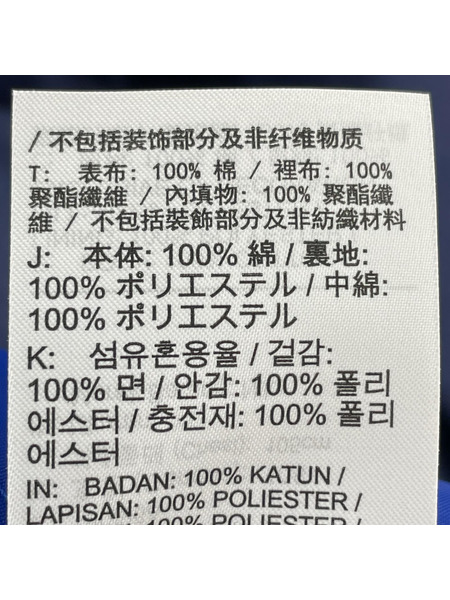 / 不包括装饰部分及非纤维物质
T: 表布: 100% 棉 / 裡布: 100%
聚酯纖維 / 內填物: 100% 聚酯纖
維 / 不包括裝飾部分及非紡織材料
J: 本体: 100% 綿 / 裏地:
100% ポリエステル / 中綿:
100% ポリエステル
K: 섬유혼용율 / 겉감:
100% 면 / 안감: 100% 폴리
에스터 / 충전재: 100% 폴리
에스터
IN: BADAN: 100% KATUN /
LAPISAN: 100% POLIESTER /